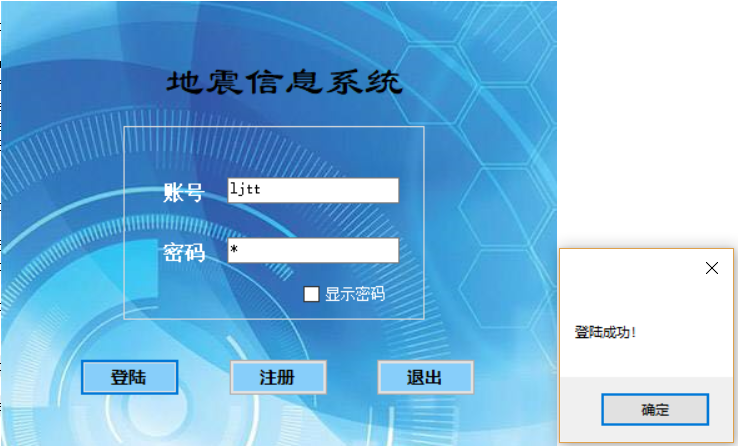 地震信息系统
账号 ljtt
密码 *
显示密码
登陆 注册 退出
登陆成功!
确定